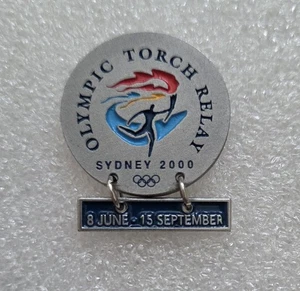 OLYMPIC TORCH RELAY
SYDNEY 2000
8 JUNE - 15 SEPTEMBER